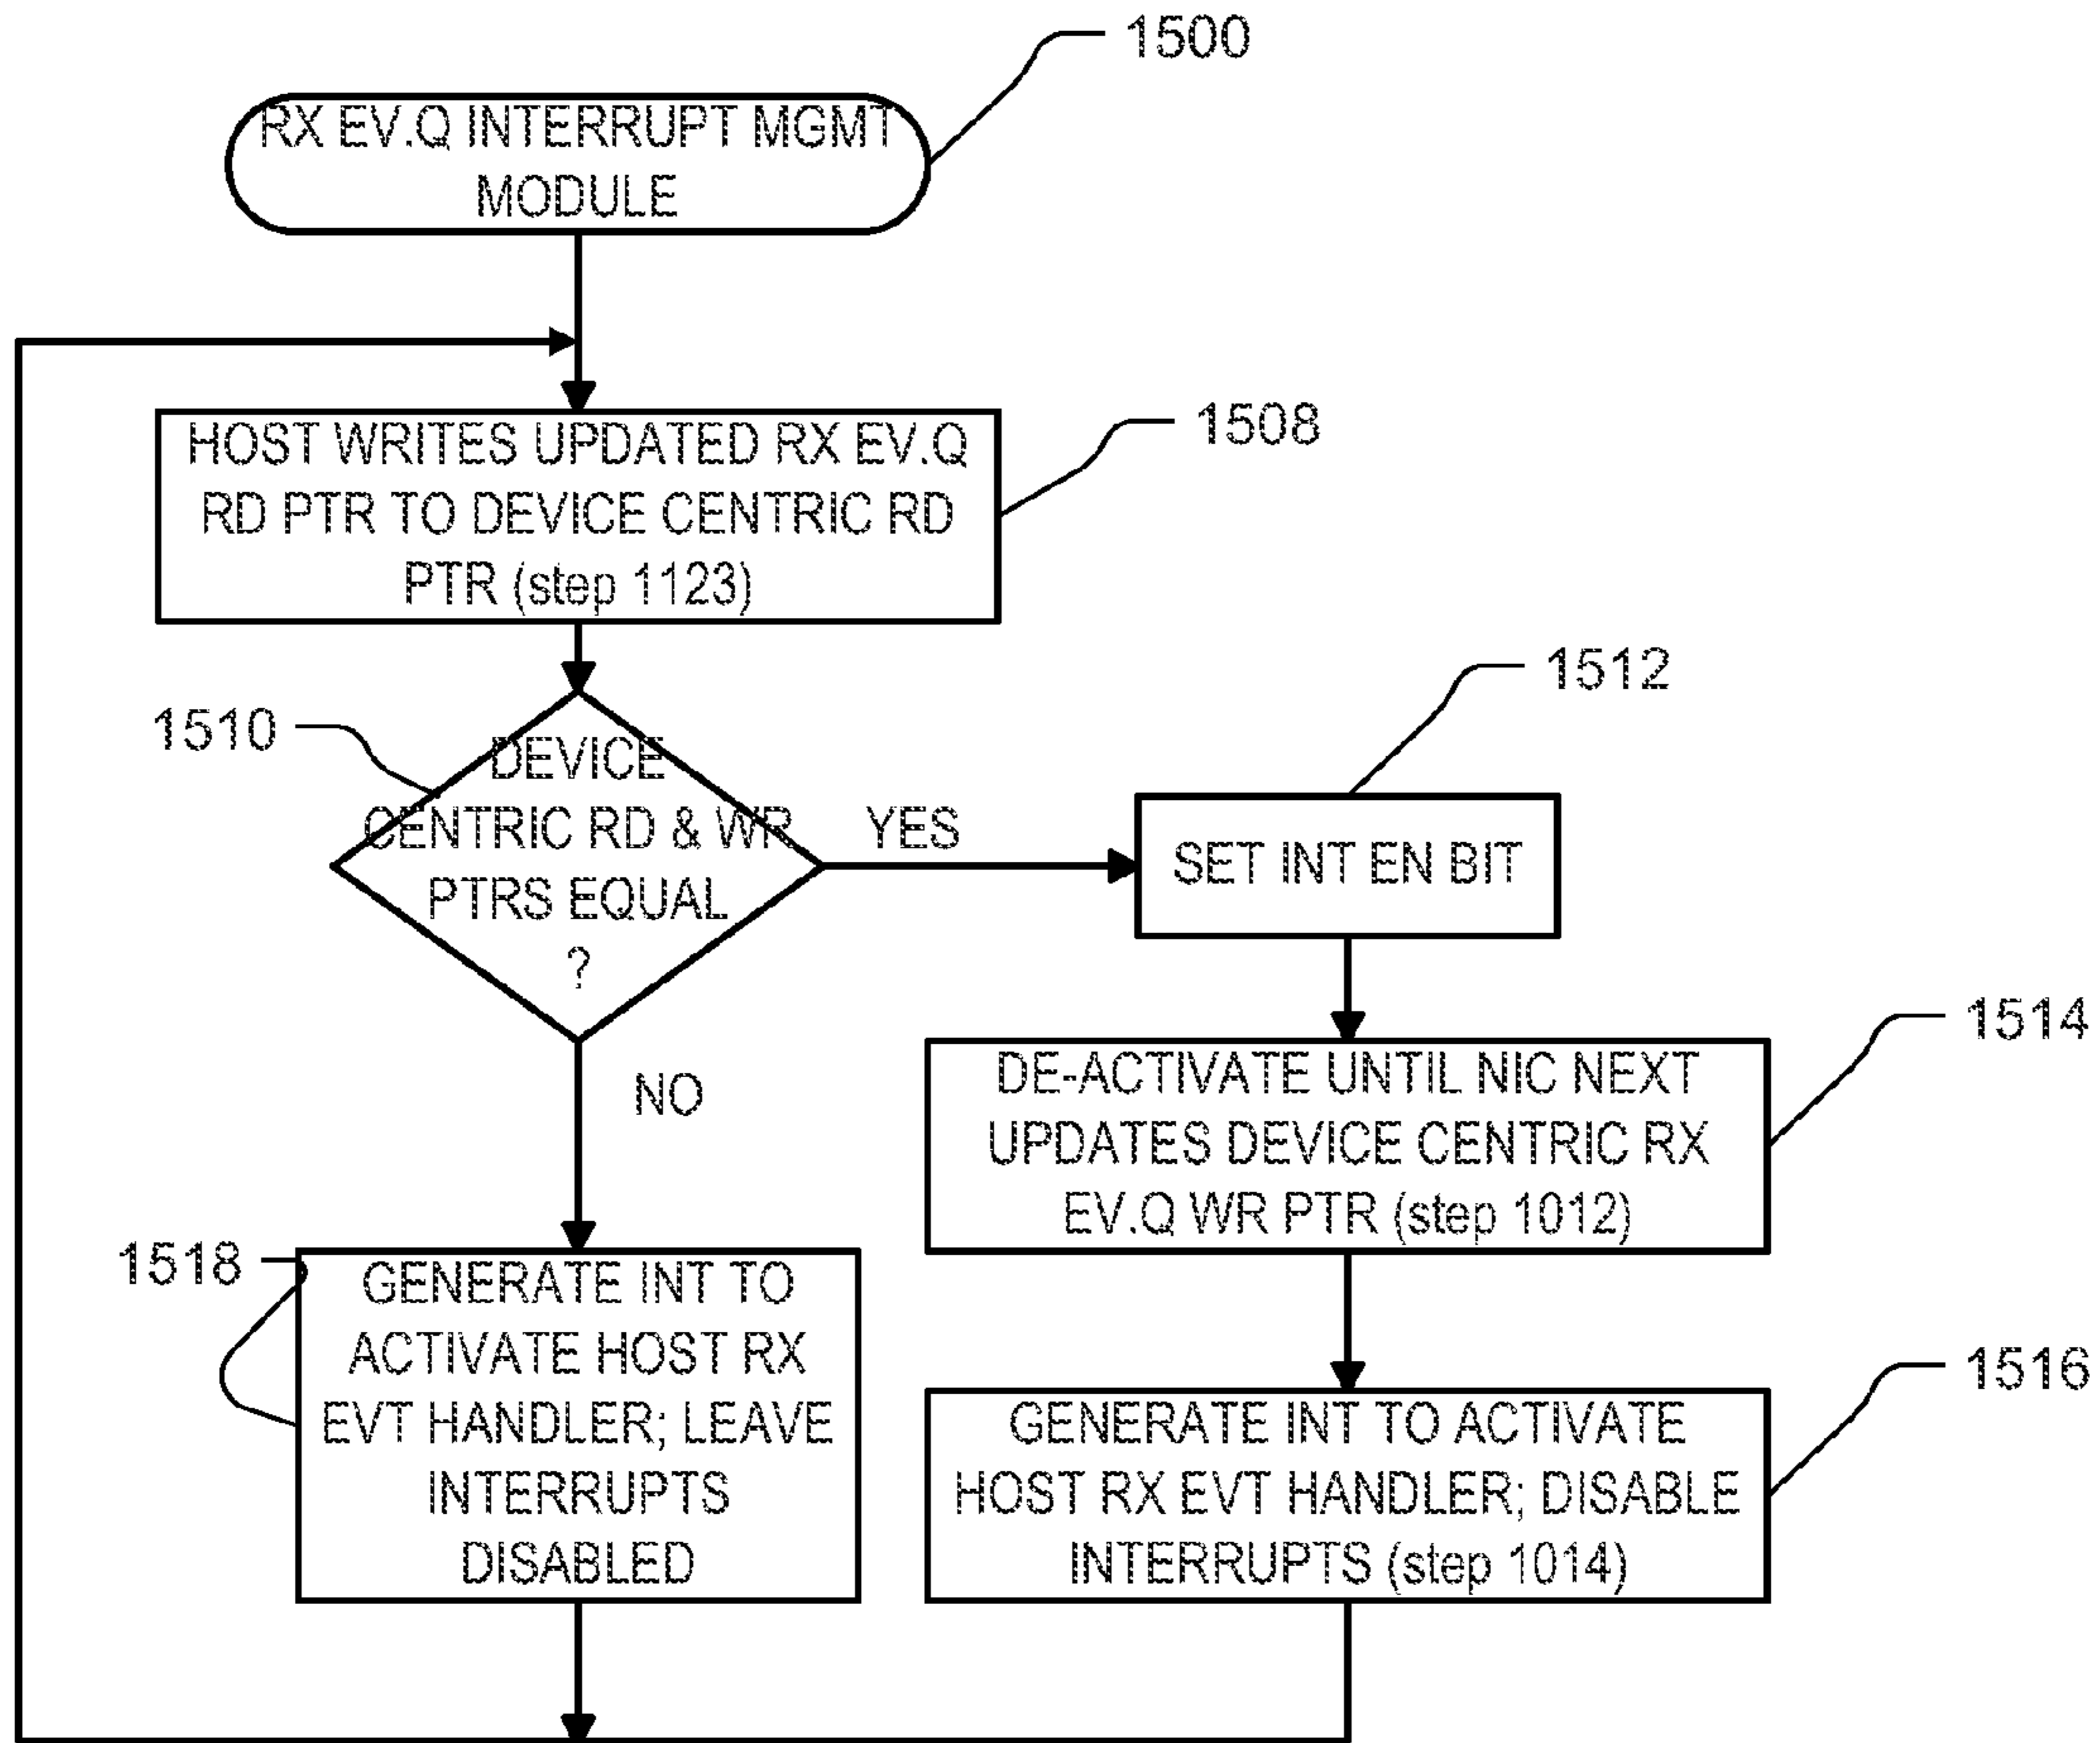 1500
RX EV.Q INTERRUPT MGMT
MODULE
HOST WRITES UPDATED RX EV.Q
RD PTR TO DEVICE CENTRIC RD
PTR (step 1123)
1508
1510
DEVICE
CENTRIC RD & WR
PTRS EQUAL
?
YES
NO
1512
SET INT EN BIT
1514
DE-ACTIVATE UNTIL NIC NEXT
UPDATES DEVICE CENTRIC RX
EV.Q WR PTR (step 1012)
1518
GENERATE INT TO
ACTIVATE HOST RX
EVT HANDLER; LEAVE
INTERRUPTS
DISABLED
1516
GENERATE INT TO ACTIVATE
HOST RX EVT HANDLER; DISABLE
INTERRUPTS (step 1014)